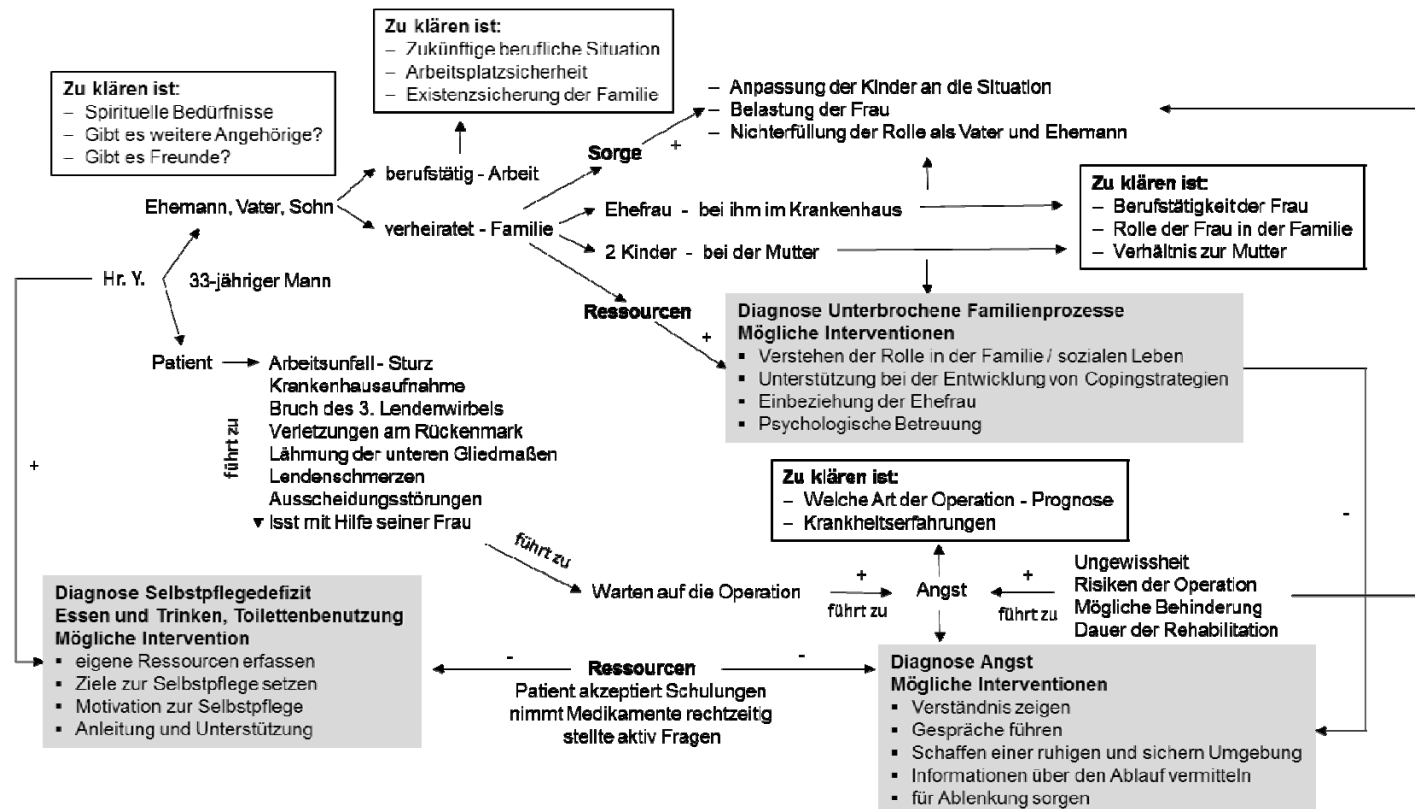 Zu klären ist:
– Zukünftige berufliche Situation
– Arbeitsplatzsicherheit
– Existenzsicherung der Familie
Zu klären ist:
– Spirituelle Bedürfnisse
– Gibt es weitere Angehörige?
– Gibt es Freunde?
– Anpassung der Kinder an die Situation
– Belastung der Frau
– Nichterfüllung der Rolle als Vater und Ehemann
Sorge
+
berufstätig - Arbeit
Ehemann, Vater, Sohn
verheiratet - Familie
Ehefrau - bei ihm im Krankenhaus
2 Kinder - bei der Mutter
Zu klären ist:
– Berufstätigkeit der Frau
– Rolle der Frau in der Familie
– Verhältnis zur Mutter
Hr. Y.
33-jähriger Mann
Ressourcen
+
Diagnose Unterbrochene Familienprozesse
Mögliche Interventionen
▪ Verstehen der Rolle in der Familie / sozialen Leben
▪ Unterstützung bei der Entwicklung von Copingstrategien
▪ Einbeziehung der Ehefrau
▪ Psychologische Betreuung
Patient
Arbeitsunfall - Sturz
Krankenhausaufnahme
Bruch des 3. Lendenwirbels
Verletzungen am Rückenmark
Lähmung der unteren Gliedmaßen
Lendenschmerzen
Ausscheidungsstörungen
Isst mit Hilfe seiner Frau
führt zu
+
-
Zu klären ist:
– Welche Art der Operation - Prognose
– Krankheitserfahrungen
führt zu
Warten auf die Operation
+
führt zu
Angst
+
führt zu
Ungewissheit
Risiken der Operation
Mögliche Behinderung
Dauer der Rehabilitation
Diagnose Selbstpflegedefizit
Essen und Trinken, Toilettenbenutzung
Mögliche Intervention
▪ eigene Ressourcen erfassen
▪ Ziele zur Selbstpflege setzen
▪ Motivation zur Selbstpflege
▪ Anleitung und Unterstützung
-
Ressourcen
-
Patient akzeptiert Schulungen
nimmt Medikamente rechtzeitig
stellte aktiv Fragen
Diagnose Angst
Mögliche Interventionen
▪ Verständnis zeigen
▪ Gespräche führen
▪ Schaffen einer ruhigen und sichern Umgebung
▪ Informationen über den Ablauf vermitteln
▪ für Ablenkung sorgen